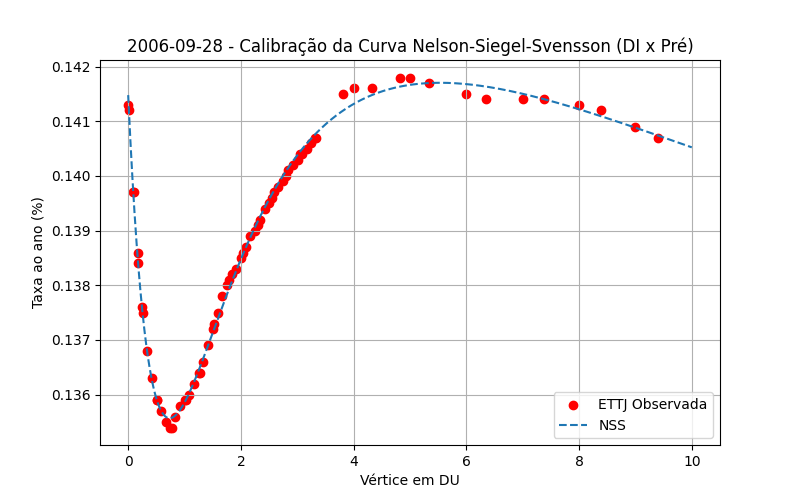 2006-09-28 - Calibração da Curva Nelson-Siegel-Svensson (DI x Pré)
0.142
0.141
0.140
0.139
0.138
0.137
0.136
Taxa ao ano (%)
ETTJ Observada
NSS
0 2 4 6 8 10
Vértice em DU